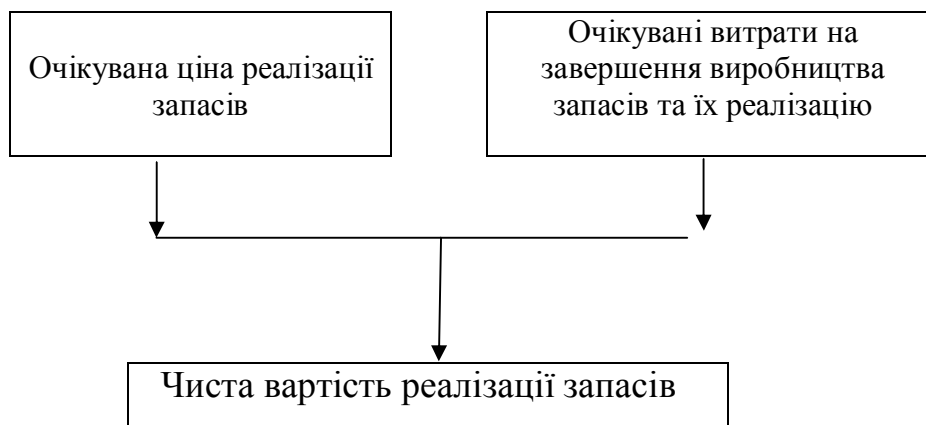 Очікувана ціна реалізації
запасів
Очікувані витрати на
завершення виробництва
запасів та їх реалізацію
Чиста вартість реалізації запасів